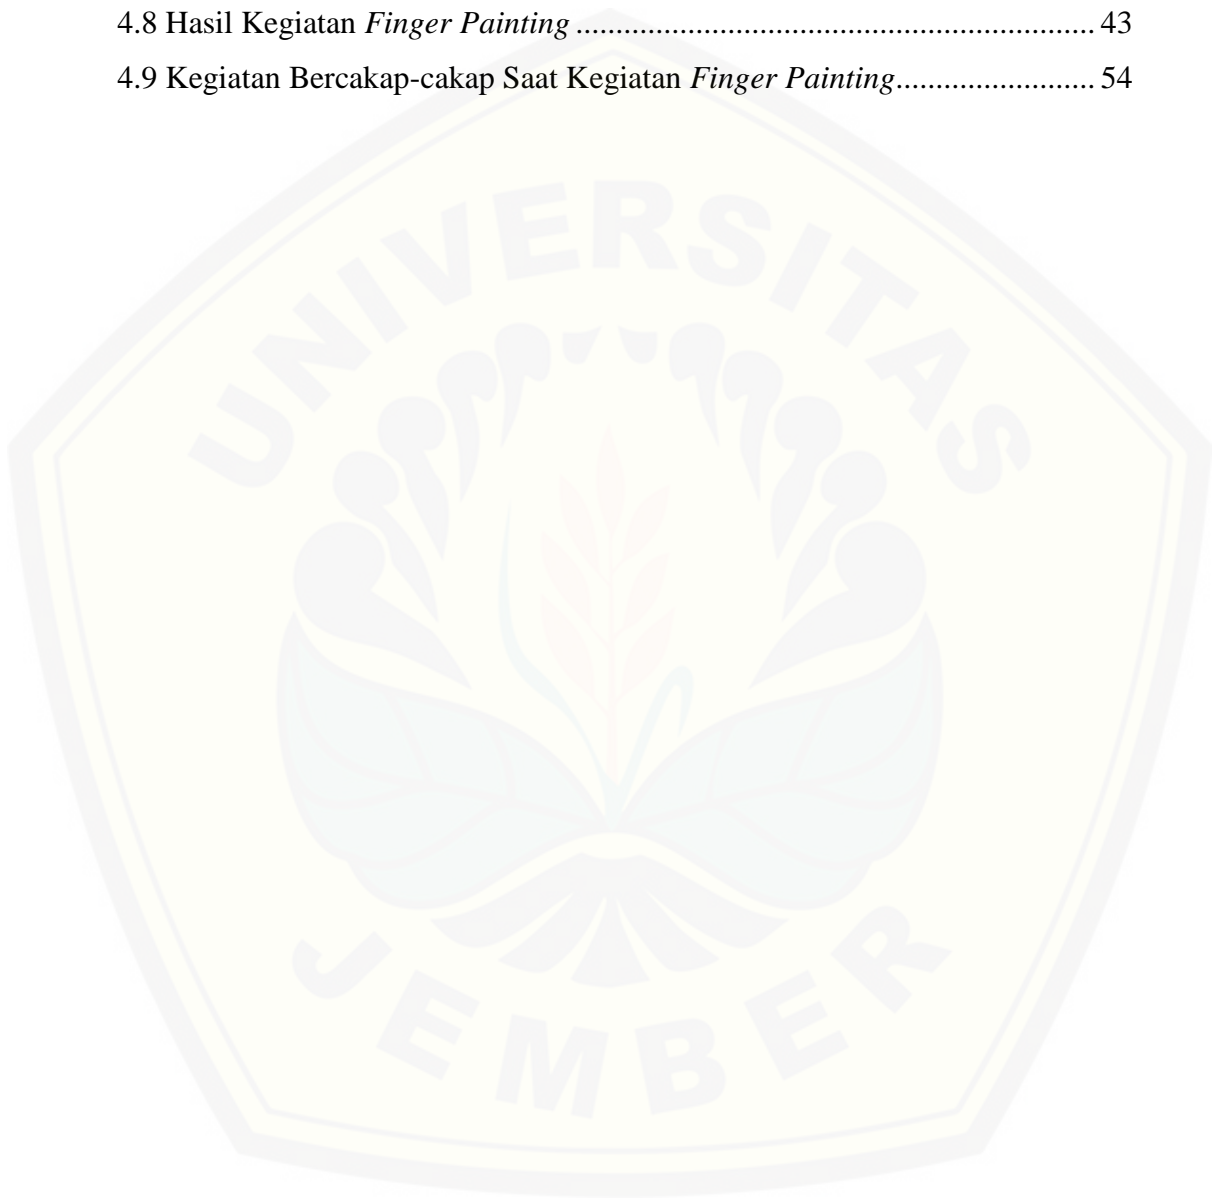 4.8 Hasil Kegiatan Finger Painting ................................................................ 43
4.9 Kegiatan Bercakap-cakap Saat Kegiatan Finger Painting......................... 54
UNIVERSITAS
JEMBER